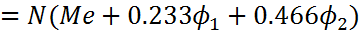 = N(Me + 0.233ϕ₁ + 0.466ϕ₂)